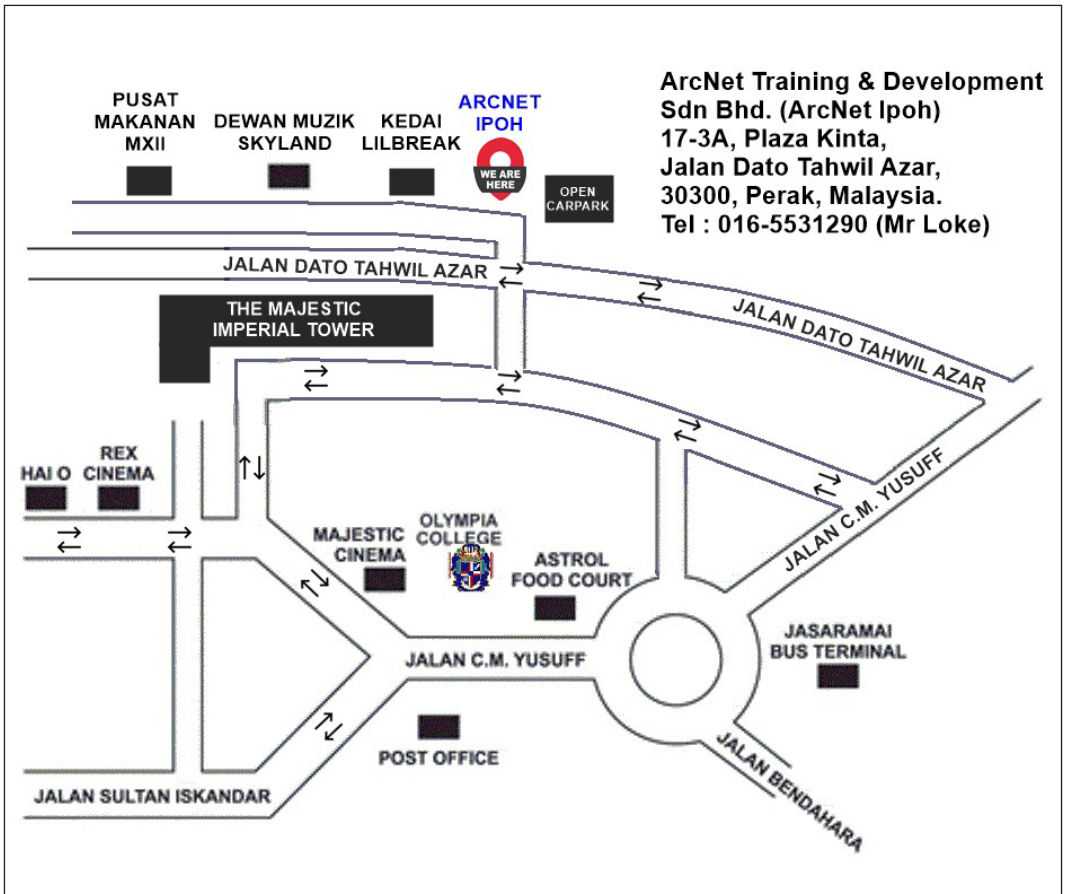 ArcNet Training & Development
Sdn Bhd. (ArcNet Ipoh)
17-3A, Plaza Kinta,
Jalan Dato Tahwil Azar,
30300, Perak, Malaysia.
Tel : 016-5531290 (Mr Loke)
PUSAT
MAKANAN
MXII
DEWAN MUZIK
SKYLAND
KEDAI
LILBREAK
ARCNET
IPOH
WE ARE
HERE
OPEN
CARPARK
JALAN DATO TAHWIL AZAR
JALAN DATO TAHWIL AZAR
THE MAJESTIC
IMPERIAL TOWER
HAI O
REX
CINEMA
MAJESTIC
CINEMA
OLYMPIA
COLLEGE
ASTROL
FOOD COURT
JALAN C.M. YUSUFF
JALAN C.M. YUSUFF
JASARAMAI
BUS TERMINAL
POST OFFICE
JALAN BENDAHARA
JALAN SULTAN ISKANDAR